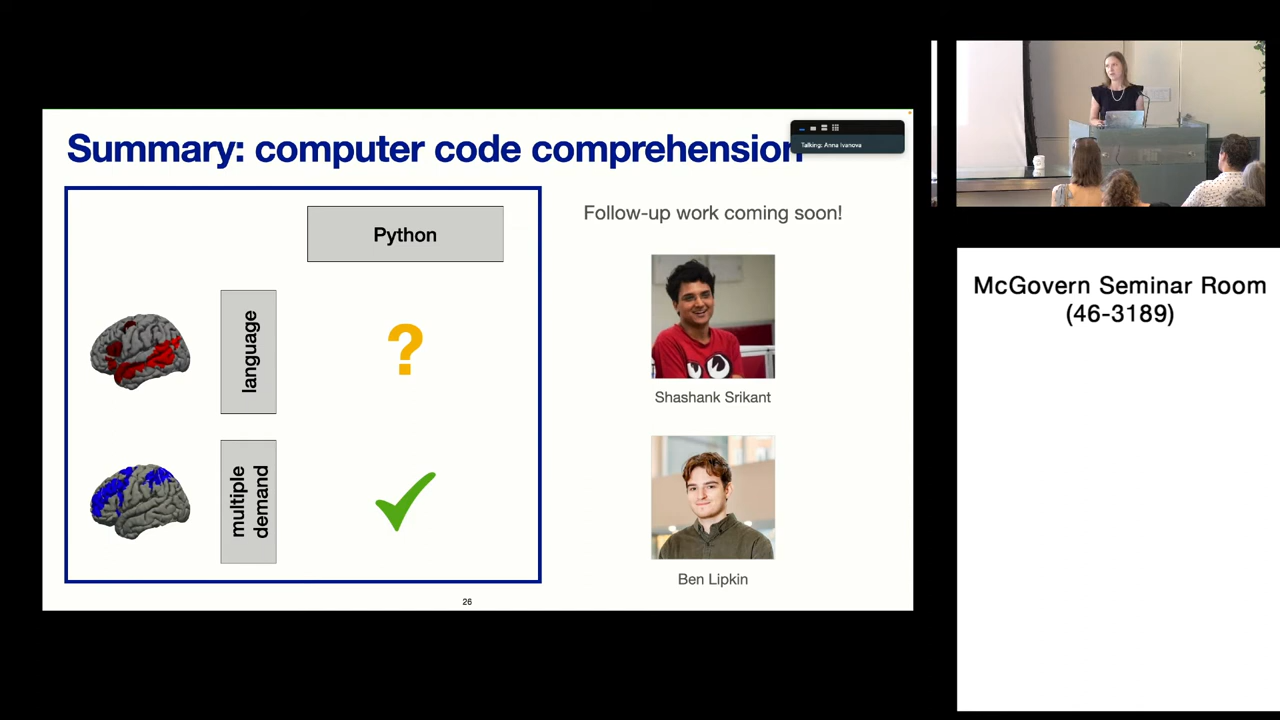 Summary: computer code comprehension
Talking: Anna Ivanova
Python
language
?
multiple
demand
Follow-up work coming soon!
Shashank Srikant
Ben Lipkin
26
McGovern Seminar Room
(46-3189)